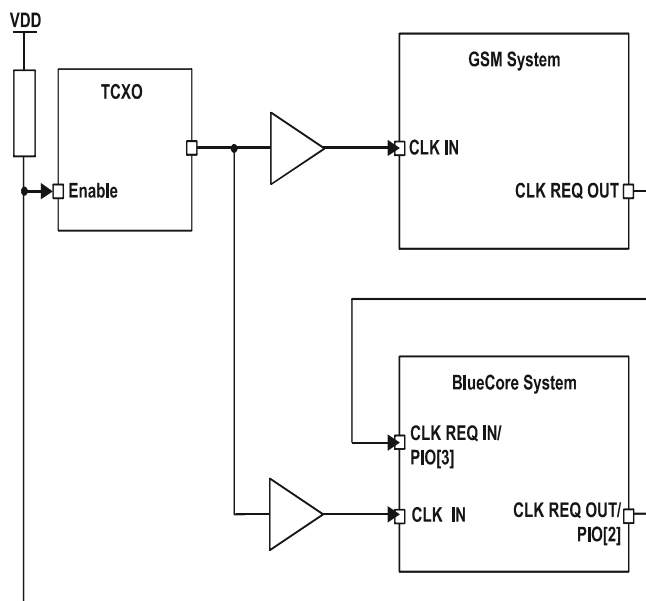 VDD
TCXO
Enable
GSM System
CLK IN
CLK REQ OUT
BlueCore System
CLK REQ IN/
PIO[3]
CLK IN
CLK REQ OUT/
PIO[2]